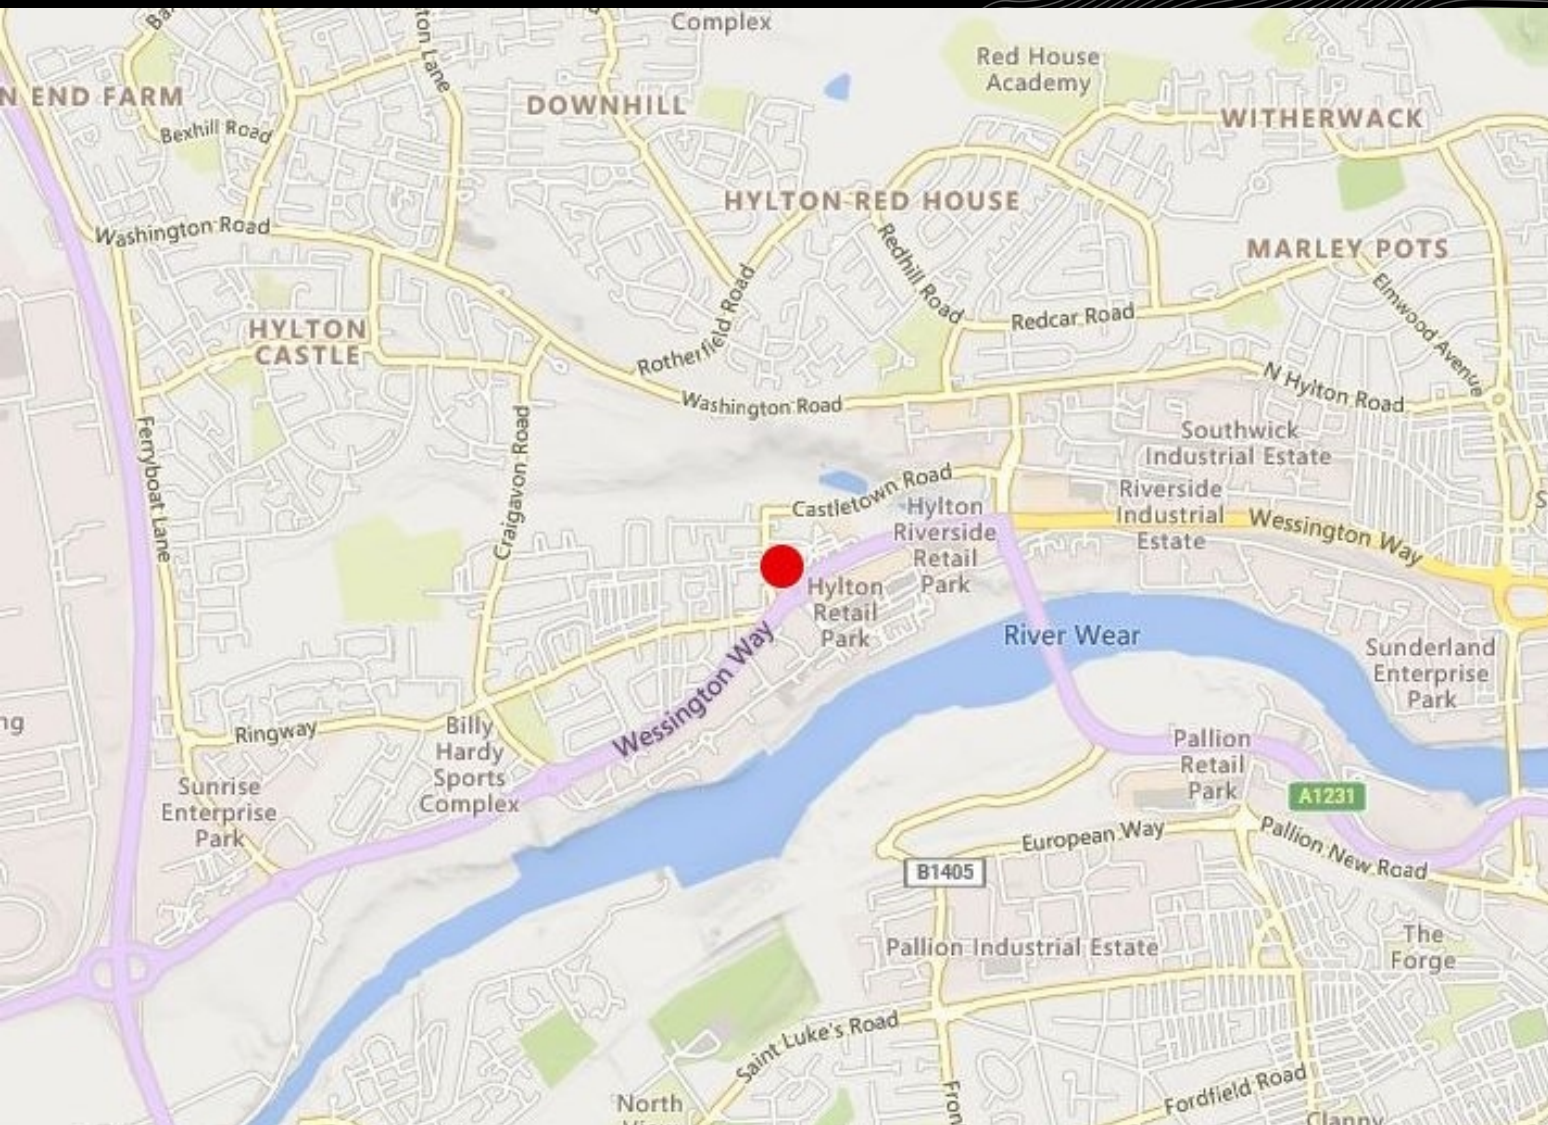 Complex
Red House
Academy
N END FARM
DOWNHILL
WITHERWACK
Bexhill Road
HYLTON RED HOUSE
Washington Road
Redhill Road
MARLEY POTS
Elmwood Avenue
HYLTON
CASTLE
Rotherfield Road
Redcar Road
Washington Road
N Hylton Road
Ferryboat Lane
Craigavon Road
Southwick
Industrial Estate
Castletown Road
Hylton
Riverside
Retail
Park
Riverside
Industrial
Estate
Wessington Way
Hylton
Retail
Park
River Wear
Wessington Way
Sunderland
Enterprise
Park
Ringway
Billy
Hardy
Sports
Complex
Pallion
Retail
Park
A1231
Sunrise
Enterprise
Park
European Way
Pallion New Road
B1405
Pallion Industrial Estate
The
Forge
Saint Luke's Road
Fordfield Road
North